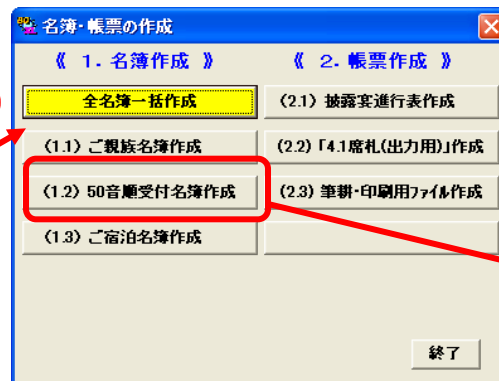 名簿・帳票の作成
《 1. 名簿作成 》
《 2. 帳票作成 》
全名簿一括作成
(1.1) ご親族名簿作成
(1.2) 50音順受付名簿作成
(1.3) ご宿泊名簿作成
(2.1) 披露宴進行表作成
(2.2) 「4.1席札(出力用)」作成
(2.3) 筆耕・印刷用ファイル作成
終了